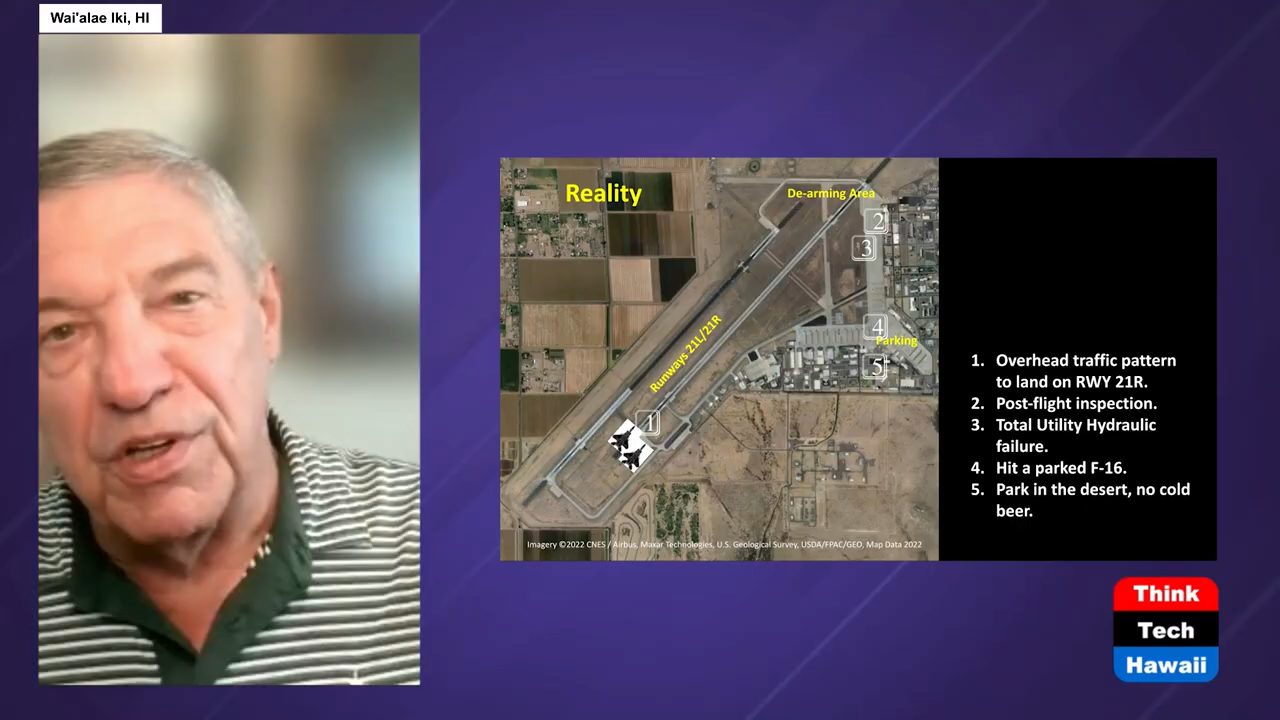 Wai'alae Iki, HI
Reality
De-arming Area
2
3
Runways 21L/21R
4
Parking
5
1
Imagery ©2022 CNES / Airbus, Maxar Technologies, U.S. Geological Survey, USDA/FPAC/GEO, Map Data 2022
1. Overhead traffic pattern
to land on RWY 21R.
2. Post-flight inspection.
3. Total Utility Hydraulic
failure.
4. Hit a parked F-16.
5. Park in the desert, no cold
beer.
Think
Tech
Hawaii